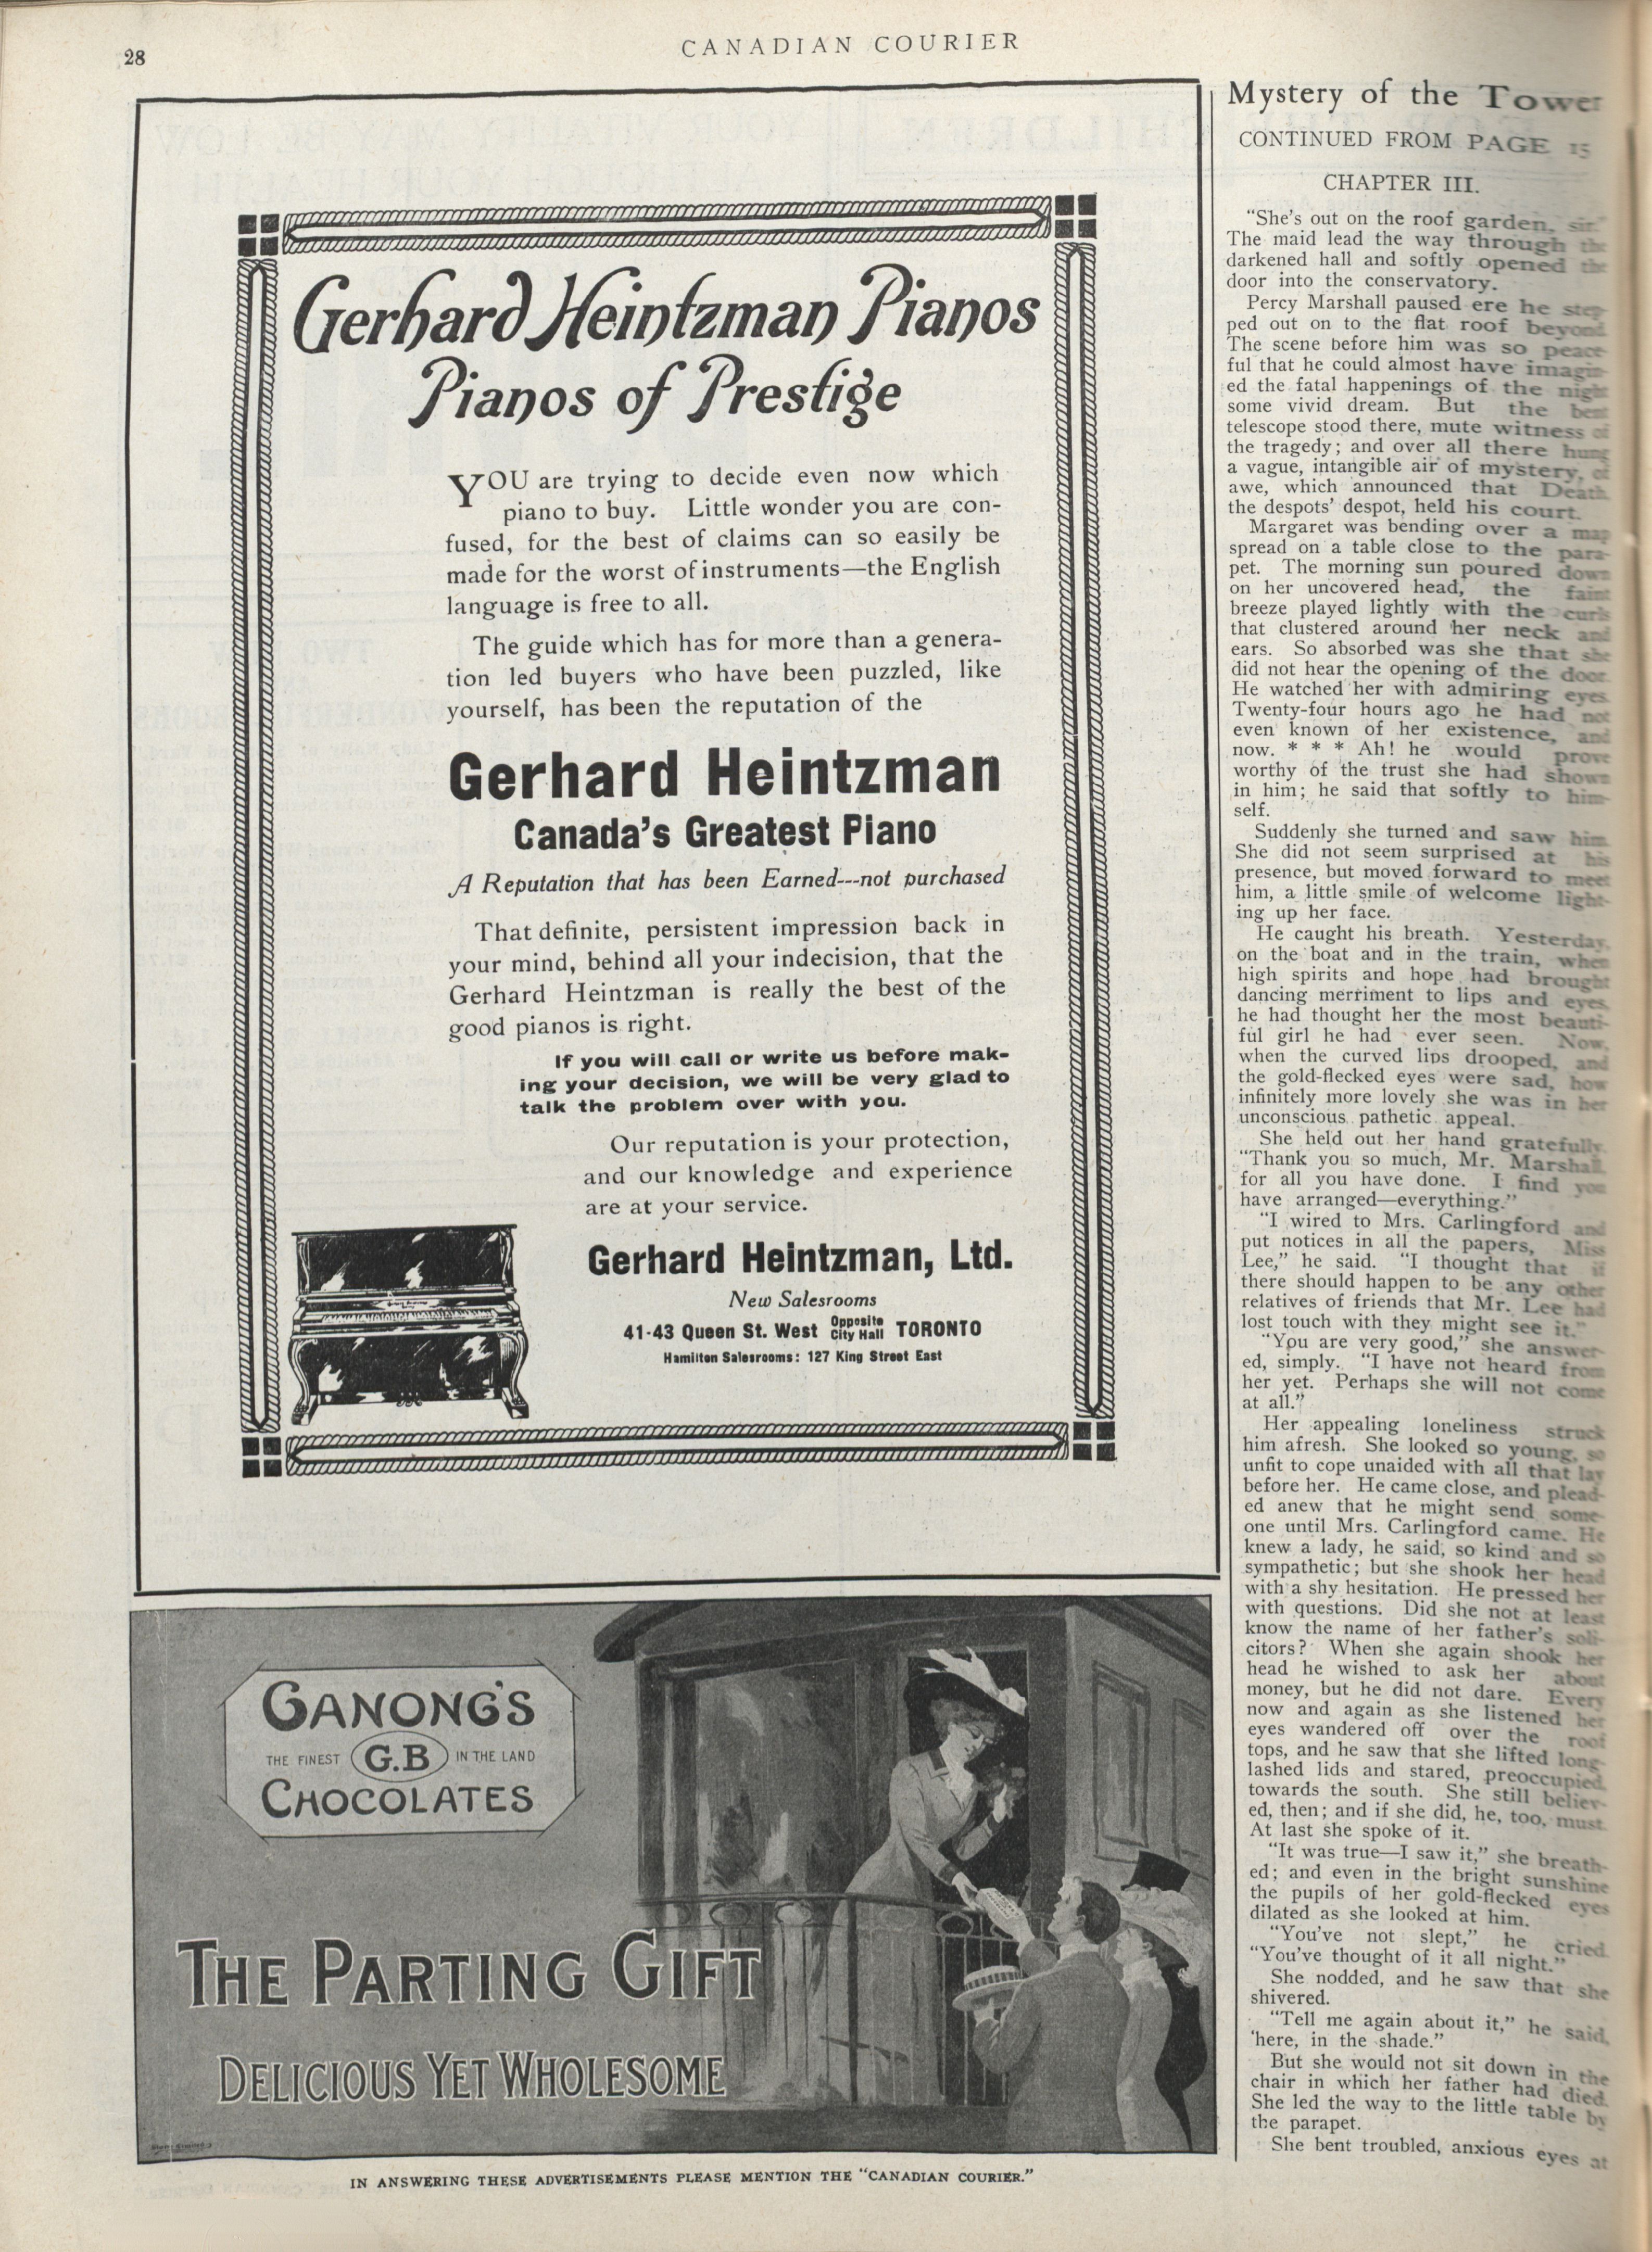 28
CANADIAN COURIER
Gerhard Heintzman Pianos
Pianos of Prestige
YOU are trying to decide even now which
piano to buy. Little wonder you are con-
fused, for the best of claims can so easily be
made for the worst of instruments—the English
language is free to all.
The guide which has for more than a genera-
tion led buyers who have been puzzled, like
yourself, has been the reputation of the
Gerhard Heintzman
Canada's Greatest Piano
A Reputation that has been Earned---not purchased
That definite, persistent impression back in
your mind, behind all your indecision, that the
Gerhard Heintzman is really the best of the
good pianos is right.
If you will call or write us before mak-
ing your decision, we will be very glad to
talk the problem over with you.
Our reputation is your protection,
and our knowledge and experience
are at your service.
Gerhard Heintzman, Ltd.
New Salesrooms
41-43 Queen St. West Opposite City Hall TORONTO
Hamilton Salesrooms: 127 King Street East
GANONG'S
THE FINEST G.B IN THE LAND
CHOCOLATES
THE PARTING GIFT
DELICIOUS YET WHOLESOME
IN ANSWERING THESE ADVERTISEMENTS PLEASE MENTION THE "CANADIAN COURIER."
Mystery of the Tower
CONTINUED FROM PAGE 15
CHAPTER III.
"She's out on the roof garden, sir."
The maid lead the way through the
darkened hall and softly opened the
door into the conservatory.
Percy Marshall paused ere he step-
ped out on to the flat roof beyond.
The scene before him was so peace-
ful that he could almost have imagin-
ed the fatal happenings of the night
some vivid dream. But the bent
telescope stood there, mute witness of
the tragedy; and over all there hung
a vague, intangible air of mystery, of
awe, which announced that Death,
the despots' despot, held his court.
Margaret was bending over a map
spread on a table close to the para-
pet. The morning sun poured down
on her uncovered head, the faint
breeze played lightly with the curls
that clustered around her neck and
ears. So absorbed was she that she
did not hear the opening of the door.
He watched her with admiring eyes.
Twenty-four hours ago he had not
even known of her existence, and
now. * * * Ah! he would prove
worthy of the trust she had shown
in him; he said that softly to him-
self.
Suddenly she turned and saw him.
She did not seem surprised at his
presence, but moved forward to meet
him, a little smile of welcome light-
ing up her face.
He caught his breath. Yesterday,
on the boat and in the train, when
high spirits and hope had brought
dancing merriment to lips and eyes,
he had thought her the most beauti-
ful girl he had ever seen. Now,
when the curved lips drooped, and
the gold-flecked eyes were sad, how
infinitely more lovely she was in her
unconscious pathetic appeal.
She held out her hand gratefully.
"Thank you so much, Mr. Marshall,
for all you have done. I find you
have arranged—everything."
"I wired to Mrs. Carlingford and
put notices in all the papers, Miss
Lee," he said. "I thought that if
there should happen to be any other
relatives of friends that Mr. Lee had
lost touch with they might see it."
"You are very good," she answer-
ed, simply. "I have not heard from
her yet. Perhaps she will not come
at all."
Her appealing loneliness struck
him afresh. She looked so young, so
unfit to cope unaided with all that lay
before her. He came close, and plead-
ed anew that he might send some-
one until Mrs. Carlingford came. He
knew a lady, he said, so kind and so
sympathetic; but she shook her head
with a shy hesitation. He pressed her
with questions. Did she not at least
know the name of her father's soli-
citors? When she again shook her
head he wished to ask her about
money, but he did not dare. Every
now and again as she listened her
eyes wandered off over the roof
tops, and he saw that she lifted long-
lashed lids and stared, preoccupied,
towards the south. She still believ-
ed, then; and if she did, he, too, must.
At last she spoke of it.
"It was true—I saw it," she breath-
ed; and even in the bright sunshine
the pupils of her gold-flecked eyes
dilated as she looked at him.
"You've not slept," he cried.
"You've thought of it all night."
She nodded, and he saw that she
shivered.
"Tell me again about it," he said,
'here, in the shade."
But she would not sit down in the
chair in which her father had died.
She led the way to the little table by
the parapet.
She bent troubled, anxious eyes at